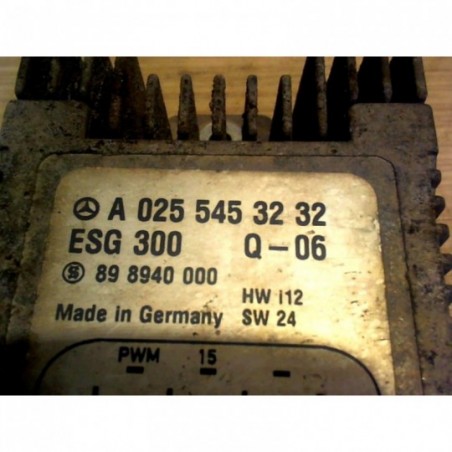 A 025 545 32 32
ESG 300 Q-06
89 8940 000 HW i12
Made in Germany SW 24
PWM 15